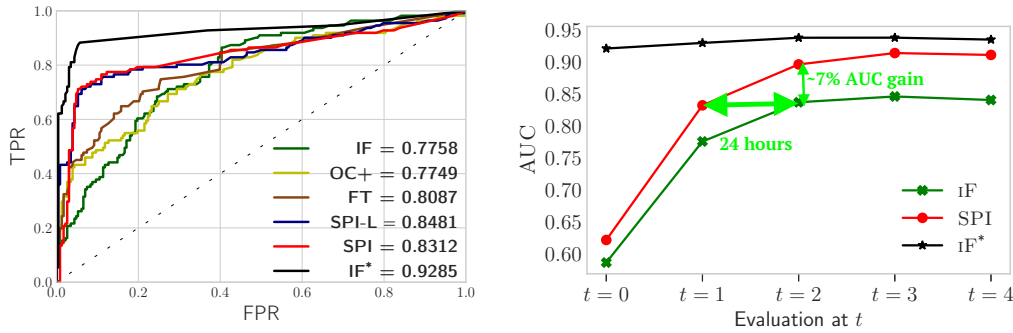 1.0
0.8
0.6
0.4
0.2
0.0
TPR
0.0 0.2 0.4 0.6 0.8 1.0
FPR
IF = 0.7758
OC+ = 0.7749
FT = 0.8087
SPI-L = 0.8481
SPI = 0.8312
IF* = 0.9285
0.95
0.90
0.85
0.80
0.75
0.70
0.65
0.60
AUC
~7% AUC gain
24 hours
IF
SPI
IF*
t = 0 t = 1 t = 2 t = 3 t = 4
Evaluation at t